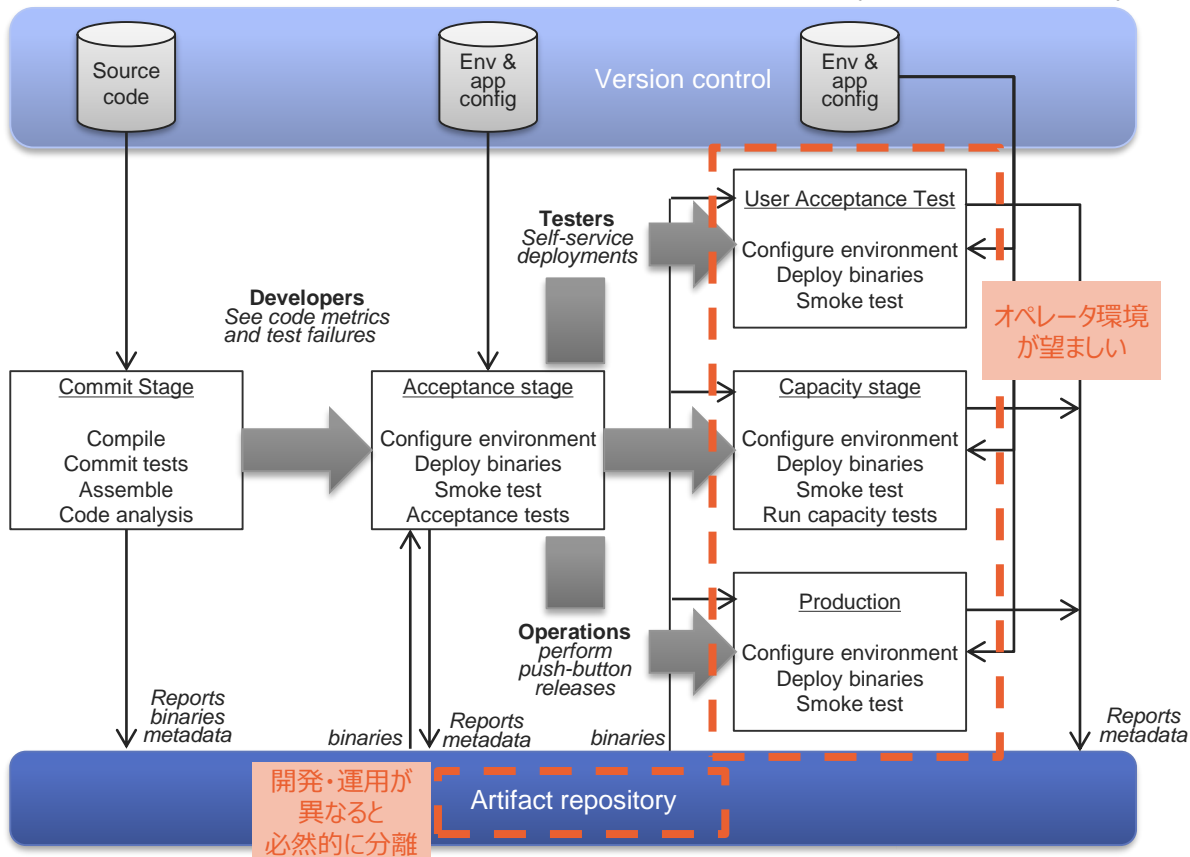 Source
code
Env &
app
config
Version control
Env &
app
config
User Acceptance Test
Configure environment
Deploy binaries
Smoke test
Testers
Self-service
deployments
Developers
See code metrics
and test failures
オペレータ環境
が望ましい
Commit Stage
Compile
Commit tests
Assemble
Code analysis
Acceptance stage
Configure environment
Deploy binaries
Smoke test
Acceptance tests
Capacity stage
Configure environment
Deploy binaries
Smoke test
Run capacity tests
Operations
perform
push-button
releases
Production
Configure environment
Deploy binaries
Smoke test
Reports
binaries
metadata
binaries
Reports
metadata
binaries
Reports
metadata
開発・運用が
異なると
必然的に分離
Artifact repository